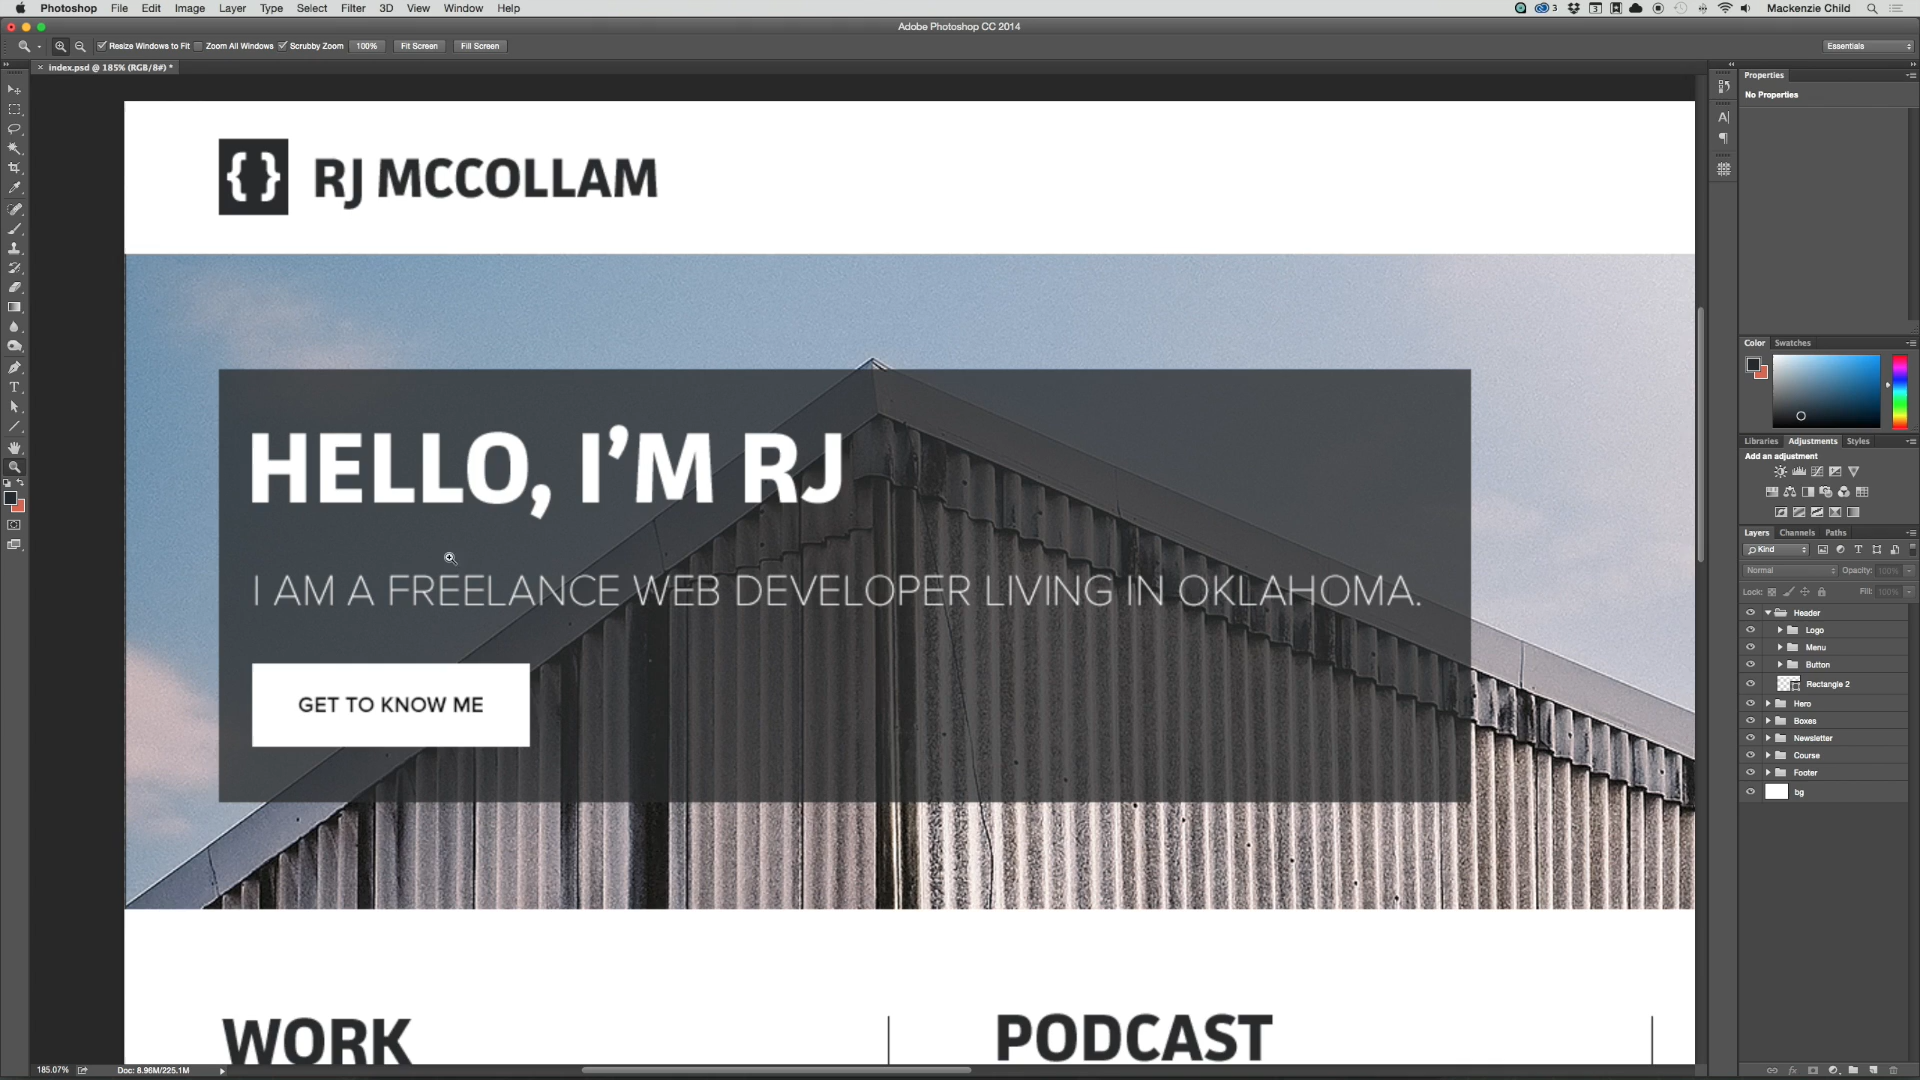 Photoshop File Edit Image Layer Type Select Filter 3D View Window Help
3 Mackenzie Child
Adobe Photoshop CC 2014
Resize Windows to Fit Zoom All Windows Scrubby Zoom 100% Fit Screen Fill Screen Essentials
× index.psd @ 185% (RGB/8#) *
Properties
No Properties
{ } RJ MCCOLLAM
HELLO, I’M RJ
I AM A FREELANCE WEB DEVELOPER LIVING IN OKLAHOMA.
GET TO KNOW ME
WORK
PODCAST
Color Swatches
Libraries Adjustments Styles
Add an adjustment
Layers Channels Paths
Kind
Normal Opacity: 100%
Lock: Fill: 100%
Header
Logo
Menu
Button
Rectangle 2
Hero
Boxes
Newsletter
Course
Footer
bg
185.07% Doc: 8.96M/225.1M